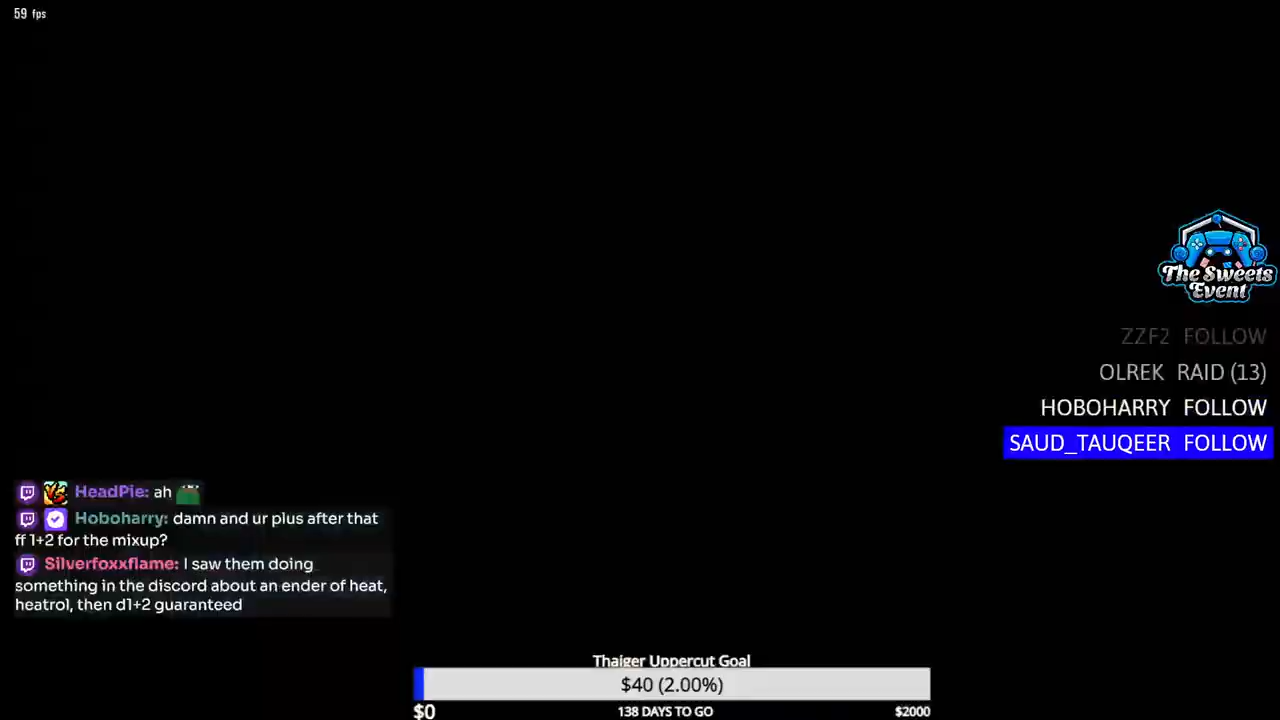 59 fps
The Sweets
Event
ZZF2 FOLLOW
OLREK RAID (13)
HOBOHARRY FOLLOW
SAUD_TAUQEER FOLLOW
HeadPie: ah
Hoboharry: damn and ur plus after that
ff 1+2 for the mixup?
Silverfoxxflame: I saw them doing
something in the discord about an ender of heat,
heatrol, then d1+2 guaranteed
Thaiger Uppercut Goal
$40 (2.00%)
$0 138 DAYS TO GO $2000